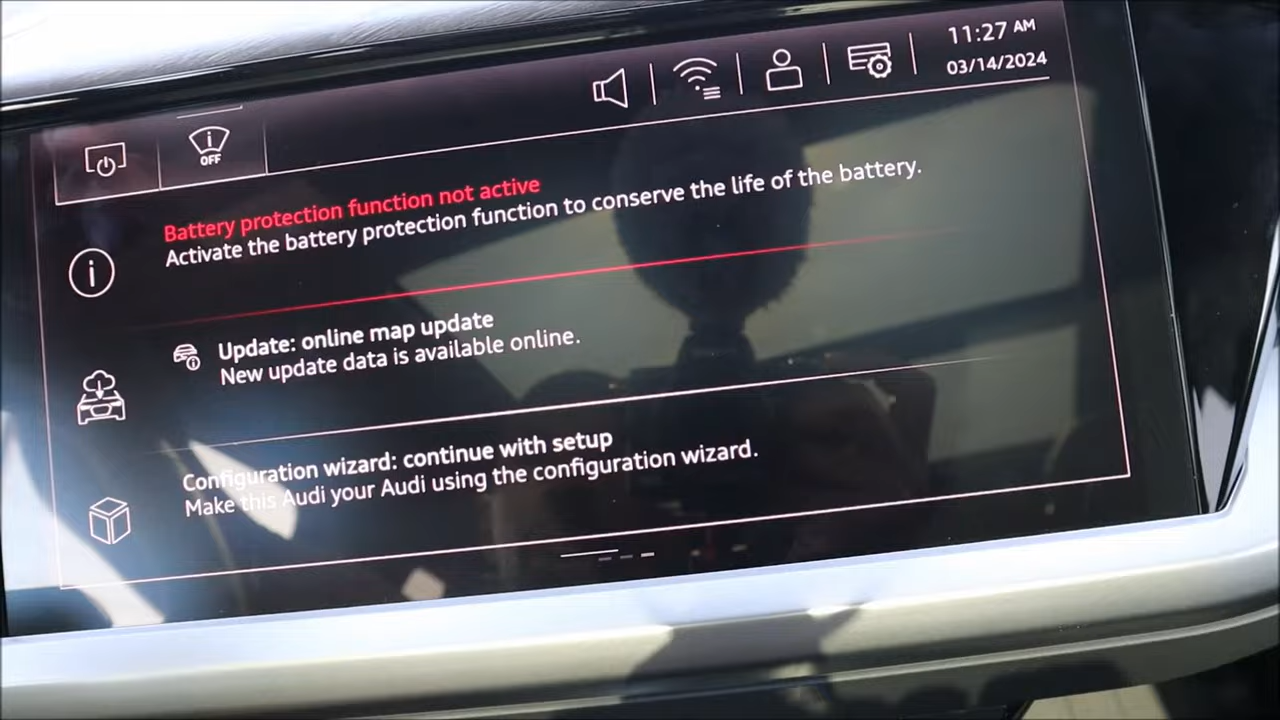 11:27 AM
03/14/2024
i
OFF
Battery protection function not active
Activate the battery protection function to conserve the life of the battery.
Update: online map update
New update data is available online.
Configuration wizard: continue with setup
Make this Audi your Audi using the configuration wizard.